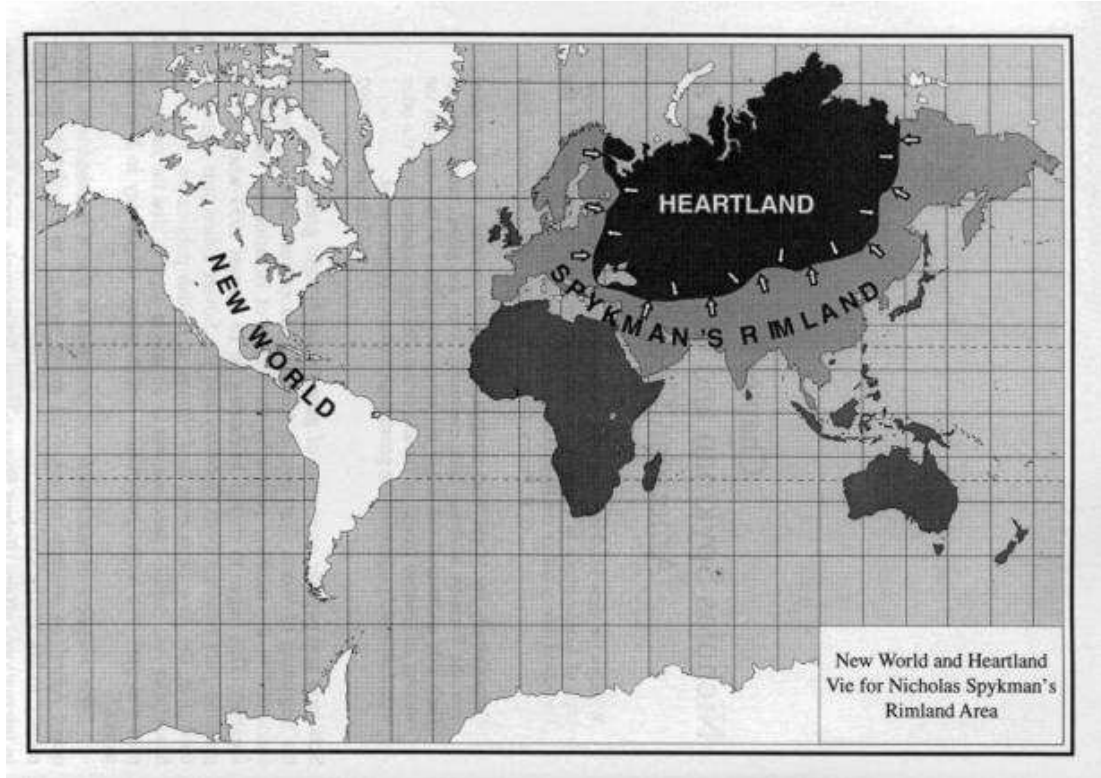 HEARTLAND
NEW WORLD
SPYKMAN'S RIMLAND
New World and Heartland
Vie for Nicholas Spykman's
Rimland Area